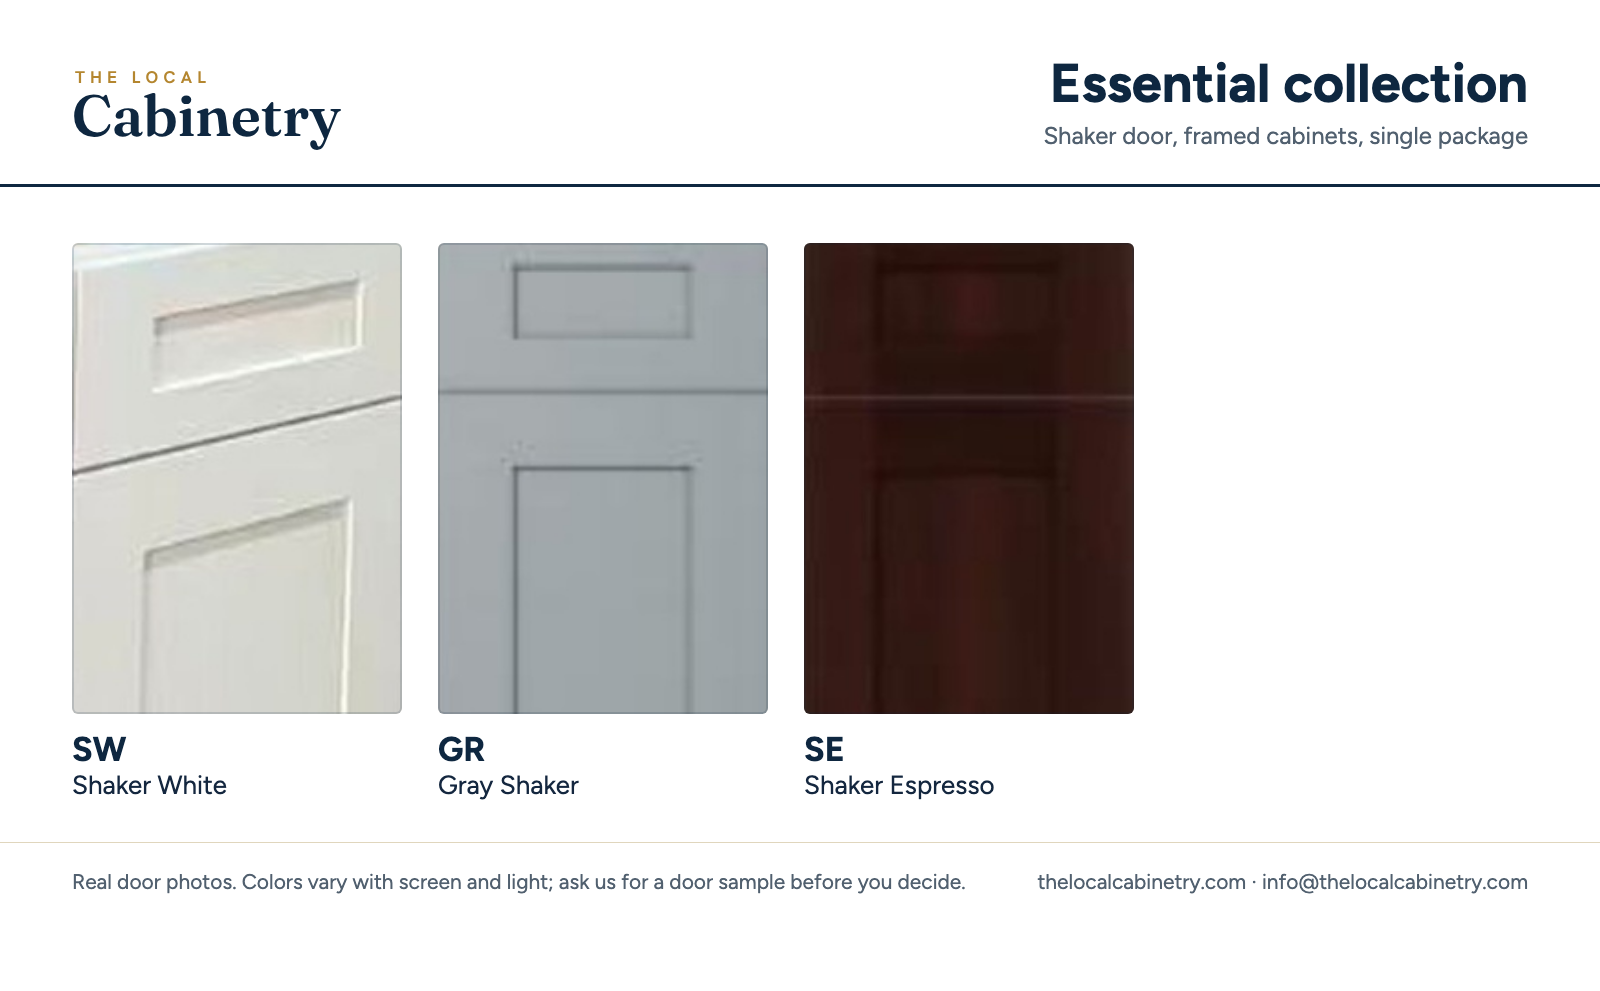 THE LOCAL
Cabinetry
Essential collection
Shaker door, framed cabinets, single package
SW
Shaker White
GR
Gray Shaker
SE
Shaker Espresso
Real door photos. Colors vary with screen and light; ask us for a door sample before you decide.
thelocalcabinetry.com · info@thelocalcabinetry.com